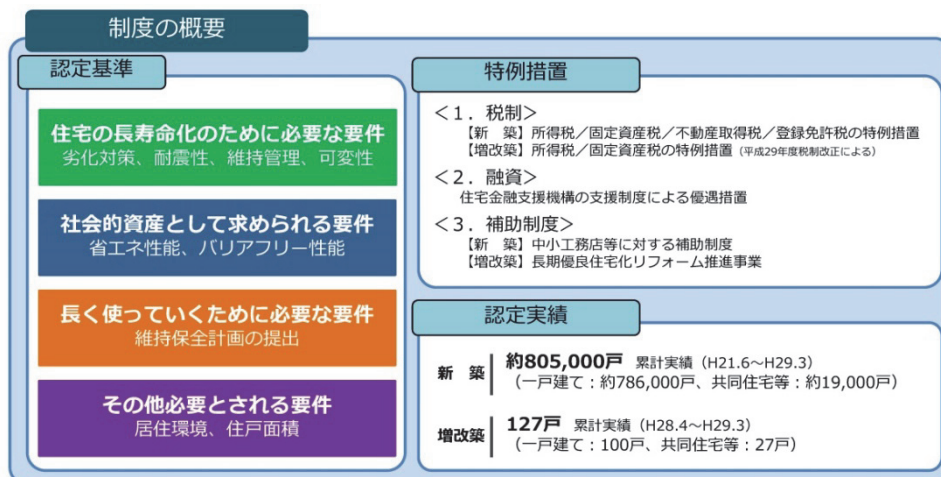 制度の概要
認定基準
住宅の長寿命化のために必要な要件
劣化対策、耐震性、維持管理、可変性
社会的資産として求められる要件
省エネ性能、バリアフリー性能
長く使っていくために必要な要件
維持保全計画の提出
その他必要とされる要件
居住環境、住戸面積
特例措置
＜１．税制＞
【新　築】所得税／固定資産税／不動産取得税／登録免許税の特例措置
【増改築】所得税／固定資産税の特例措置（平成29年度税制改正による）
＜２．融資＞
住宅金融支援機構の支援制度による優遇措置
＜３．補助制度＞
【新　築】中小工務店等に対する補助制度
【増改築】長期優良住宅化リフォーム推進事業
認定実績
新　築
約805,000戸　累計実績（H21.6～H29.3）
（一戸建て：約786,000戸、共同住宅等：約19,000戸）
増改築
127戸　累計実績（H28.4～H29.3）
（一戸建て：100戸、共同住宅等：27戸）